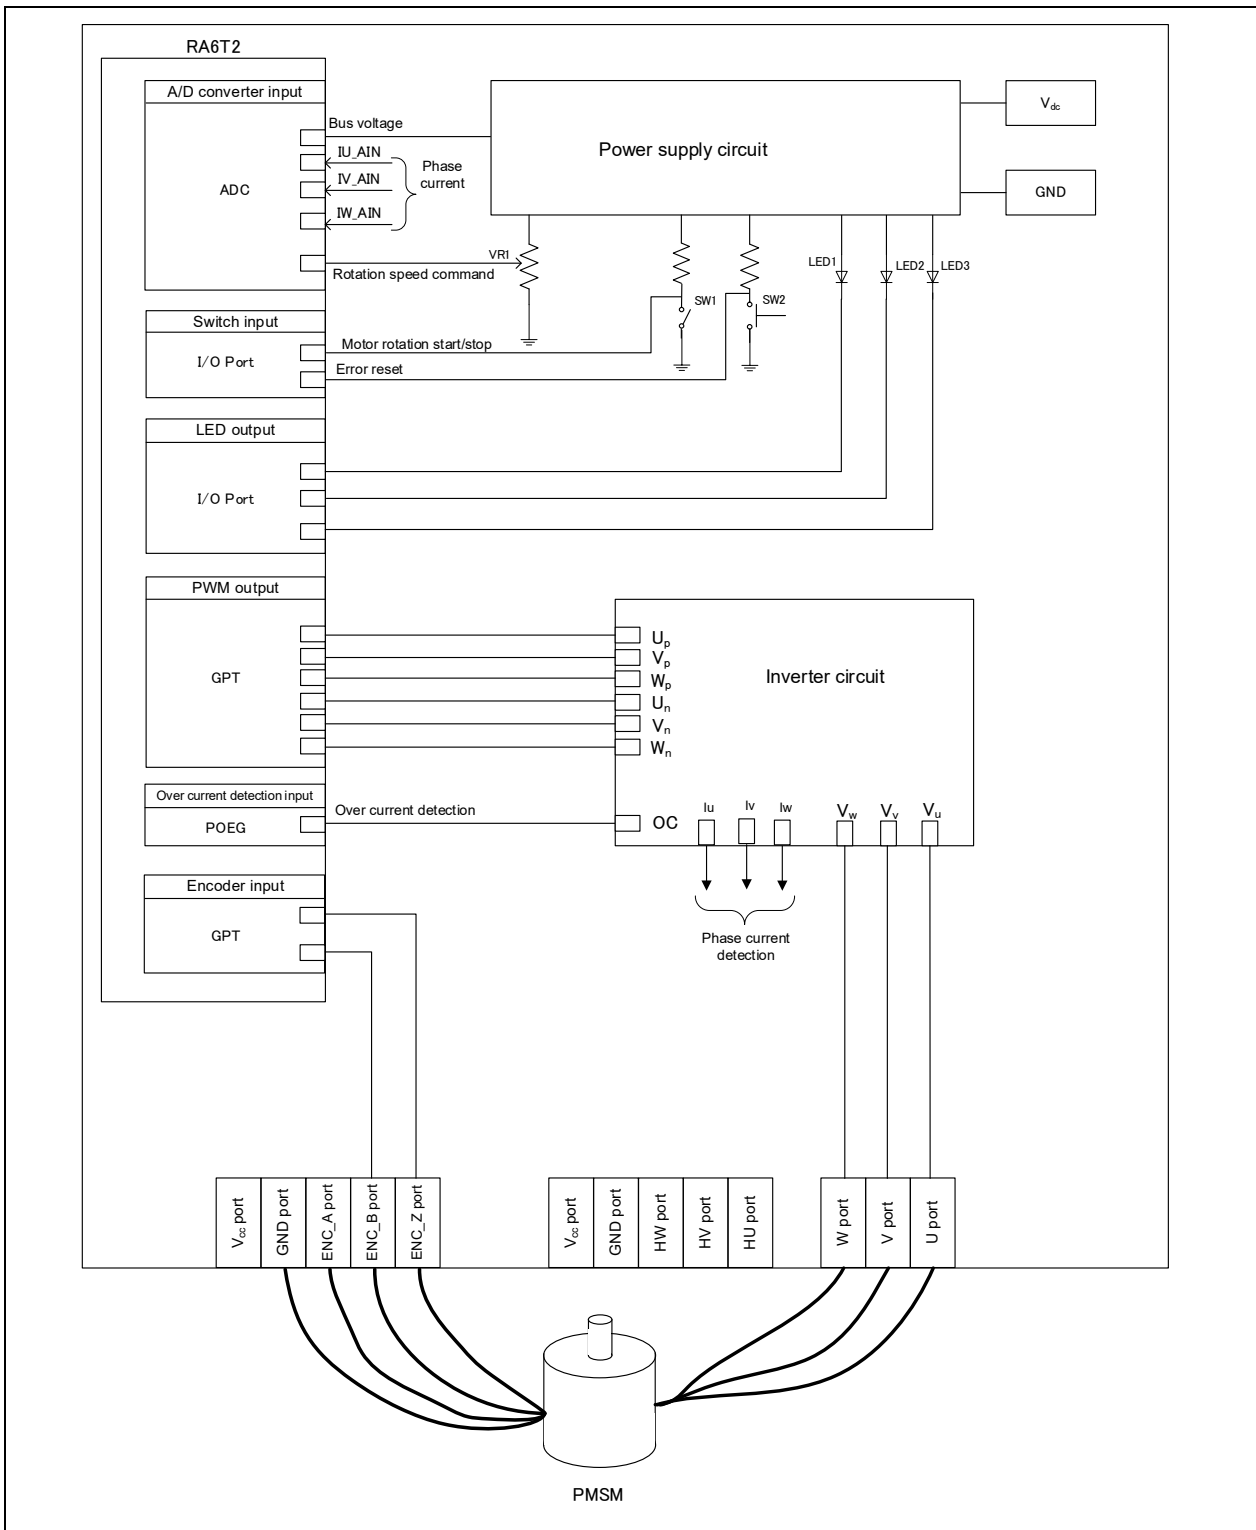 RA6T2
A/D converter input
ADC
Bus voltage
IU_AIN
IV_AIN
IW_AIN
Phase
current
Rotation speed command
VR1
Power supply circuit
Vdc
GND
SW1
SW2
LED1
LED2
LED3
Switch input
I/O Port
Motor rotation start/stop
Error reset
LED output
I/O Port
PWM output
GPT
Up
Vp
Wp
Un
Vn
Wn
Inverter circuit
Over current detection input
POEG
Over current detection
OC
Iu
Iv
Iw
Vw
Vv
Vu
Phase current
detection
Encoder input
GPT
Vcc port
GND port
ENC_A port
ENC_B port
ENC_Z port
Vcc port
GND port
HW port
HV port
HU port
W port
V port
U port
PMSM